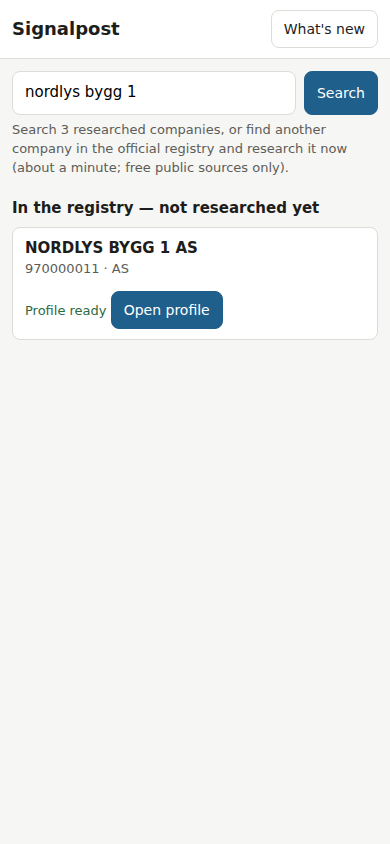 Signalpost
What's new
nordlys bygg 1
Search
Search 3 researched companies, or find another
company in the official registry and research it now
(about a minute; free public sources only).
In the registry — not researched yet
NORDLYS BYGG 1 AS
970000011 · AS
Profile ready
Open profile